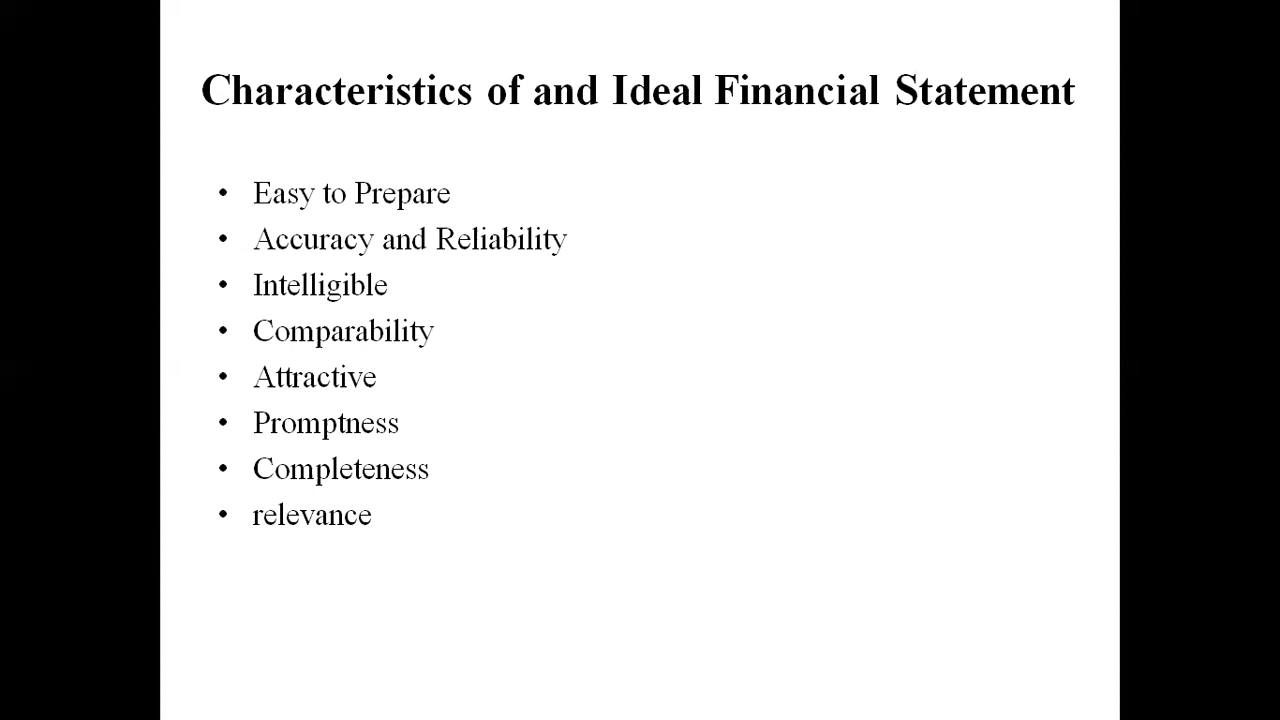 Characteristics of and Ideal Financial Statement
• Easy to Prepare
• Accuracy and Reliability
• Intelligible
• Comparability
• Attractive
• Promptness
• Completeness
• relevance